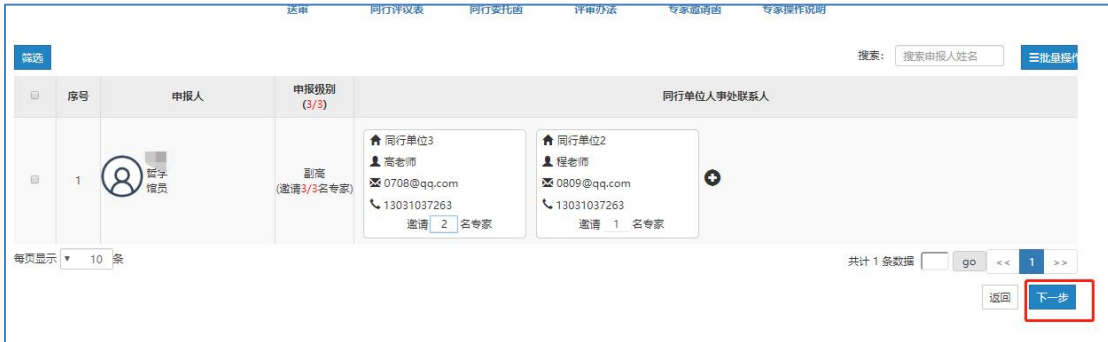 送审 同行评议表 同行委托函 评审办法 专家邀请函 专家操作说明
筛选 搜索： 搜索申报人姓名 ☰批量操作
序号 申报人 申报级别 同行单位人事处联系人
(3/3)
同行单位3 同行单位2
高老师 程老师
哲学
1 馆员 副高 0708@qq.com 0809@qq.com
(邀请3/3名专家)
13031037263 13031037263
邀请 2 名专家 邀请 1 名专家
每页显示 10 条 共计 1 条数据 go << 1 >>
返回 下一步